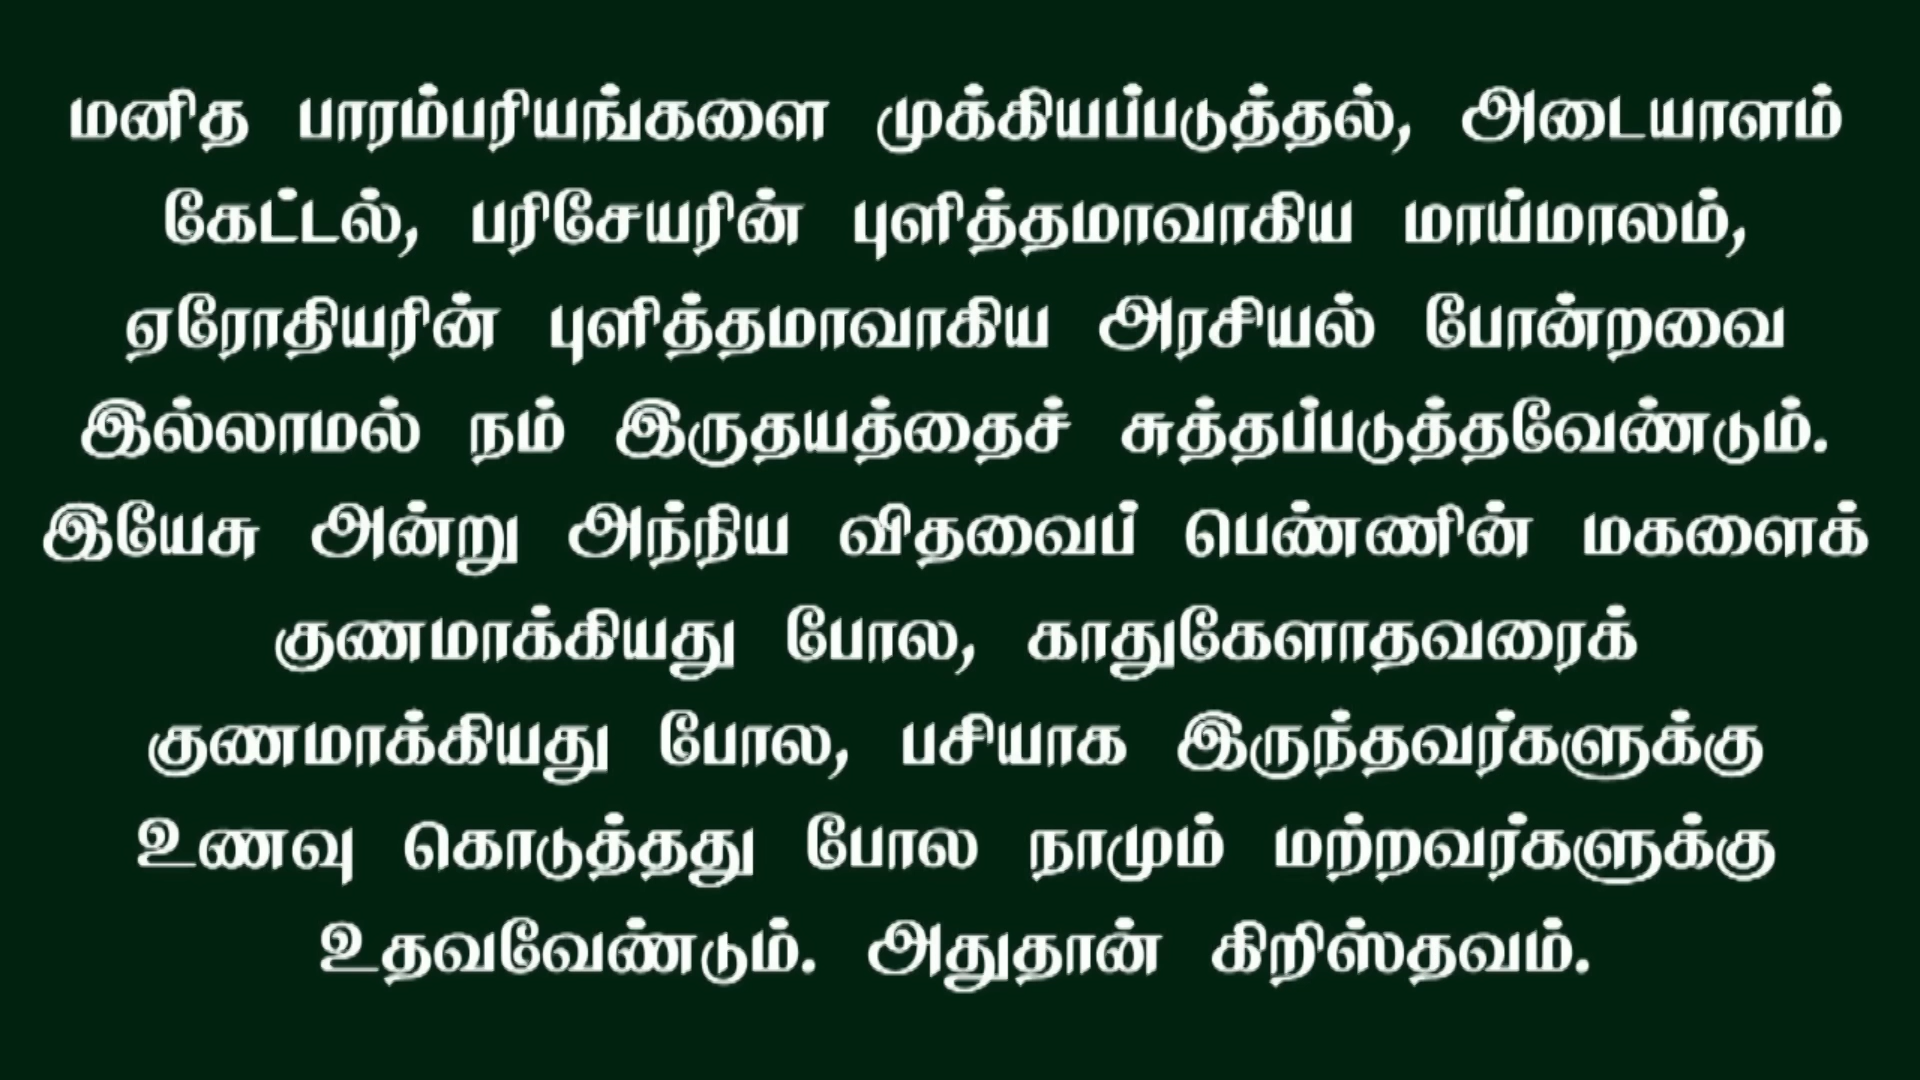 மனித பாரம்பரியங்களை முக்கியப்படுத்தல், அடையாளம்
கேட்டல், பரிசேயரின் புளித்தமாவாகிய மாய்மாலம்,
ஏரோதியரின் புளித்தமாவாகிய அரசியல் போன்றவை
இல்லாமல் நம் இருதயத்தைச் சுத்தப்படுத்தவேண்டும்.
இயேசு அன்று அந்நிய விதவைப் பெண்ணின் மகளைக்
குணமாக்கியது போல, காதுகேளாதவரைக்
குணமாக்கியது போல, பசியாக இருந்தவர்களுக்கு
உணவு கொடுத்தது போல நாமும் மற்றவர்களுக்கு
உதவவேண்டும். அதுதான் கிறிஸ்தவம்.